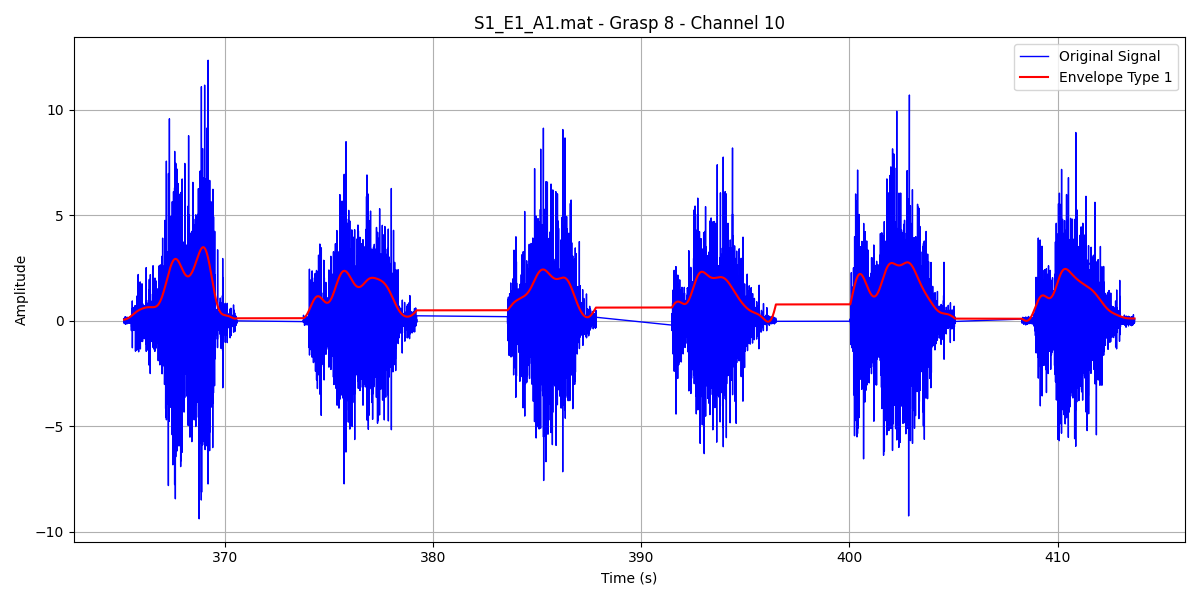 S1_E1_A1.mat - Grasp 8 - Channel 10
Original Signal
Envelope Type 1
Amplitude
10
5
0
−5
−10
370
380
390
400
410
Time (s)